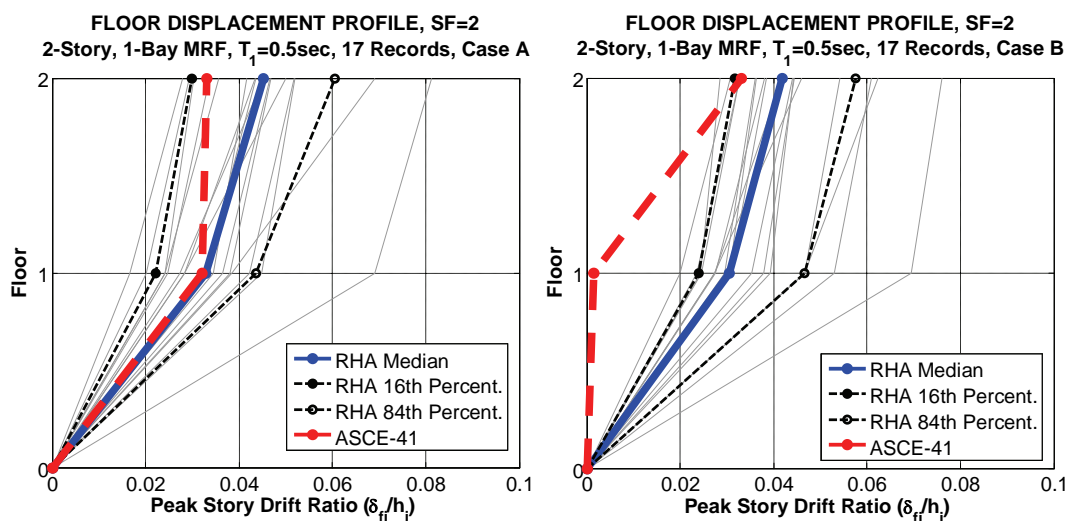 FLOOR DISPLACEMENT PROFILE, SF=2
2-Story, 1-Bay MRF, T1=0.5sec, 17 Records, Case A
2
1
0
Floor
RHA Median
RHA 16th Percent.
RHA 84th Percent.
ASCE-41
0 0.02 0.04 0.06 0.08 0.1
Peak Story Drift Ratio (δfi/hi)
FLOOR DISPLACEMENT PROFILE, SF=2
2-Story, 1-Bay MRF, T1=0.5sec, 17 Records, Case B
2
1
0
Floor
RHA Median
RHA 16th Percent.
RHA 84th Percent.
ASCE-41
0 0.02 0.04 0.06 0.08 0.1
Peak Story Drift Ratio (δfi/hi)